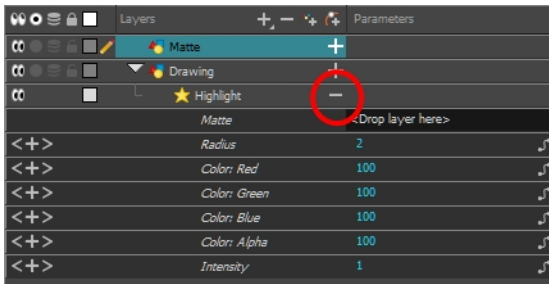 Layers Parameters
Matte
Drawing
Highlight
Matte <Drop layer here>
Radius 2
Color: Red 100
Color: Green 100
Color: Blue 100
Color: Alpha 100
Intensity 1